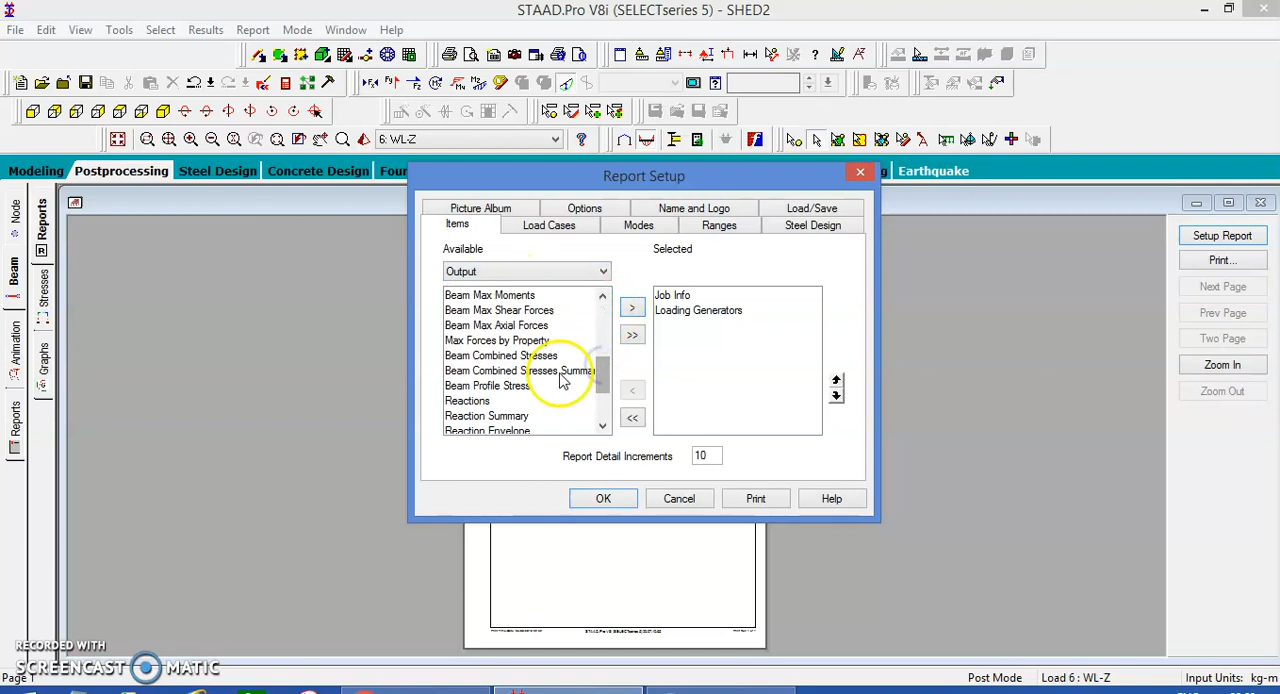 STAAD.Pro V8i (SELECTseries 5) - SHED2
File Edit View Tools Select Results Report Mode Window Help
6: WL-Z
Modeling Postprocessing Steel Design Concrete Design Earthquake
Report Setup
Picture Album Options Name and Logo Load/Save
Items Load Cases Modes Ranges Steel Design
Available Selected
Output
Beam Max Moments
Beam Max Shear Forces
Beam Max Axial Forces
Max Forces by Property
Beam Combined Stresses
Beam Combined Stresses
Beam Profile Stress
Reactions
Reaction Summary
Reaction Envelope
>
>>
<
<<
Job Info
Loading Generators
Report Detail Increments 10
OK Cancel Print Help
Setup Report
Print...
Next Page
Prev Page
Two Page
Zoom In
Zoom Out
Node
Beam
Animation
Reports
Reports
Stresses
Graphs
RECORDED WITH
SCREENCAST MATIC
Page 1
Post Mode Load 6 : WL-Z Input Units: kg-m